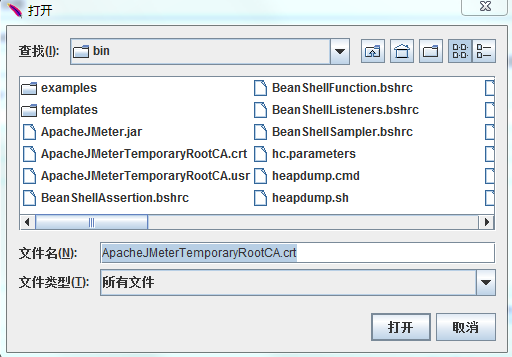 打开
查找(I): bin
examples
templates
ApacheJMeter.jar
ApacheJMeterTemporaryRootCA.crt
ApacheJMeterTemporaryRootCA.usr
BeanShellAssertion.bshrc
BeanShellFunction.bshrc
BeanShellListeners.bshrc
BeanShellSampler.bshrc
hc.parameters
heapdump.cmd
heapdump.sh
文件名(N): ApacheJMeterTemporaryRootCA.crt
文件类型(T): 所有文件
打开 取消